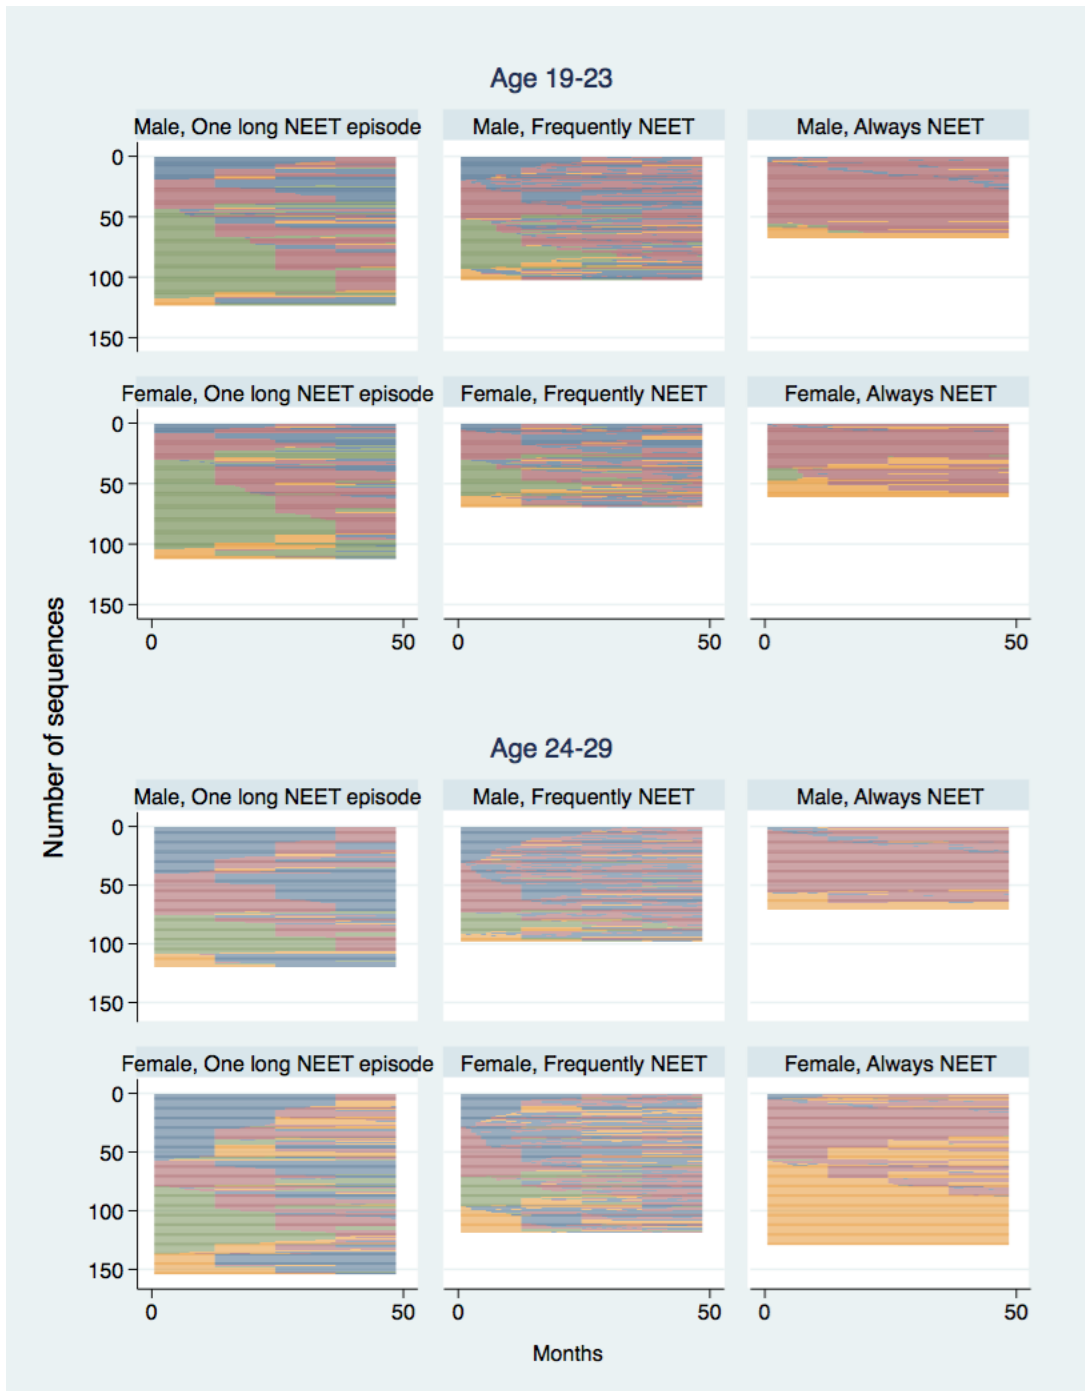 Age 19-23
Male, One long NEET episode
Male, Frequently NEET
Male, Always NEET
0
50
100
150
Female, One long NEET episode
Female, Frequently NEET
Female, Always NEET
0
50
100
150
0 50
0 50
0 50
Number of sequences
Age 24-29
Male, One long NEET episode
Male, Frequently NEET
Male, Always NEET
0
50
100
150
Female, One long NEET episode
Female, Frequently NEET
Female, Always NEET
0
50
100
150
0 50
0 50
0 50
Months